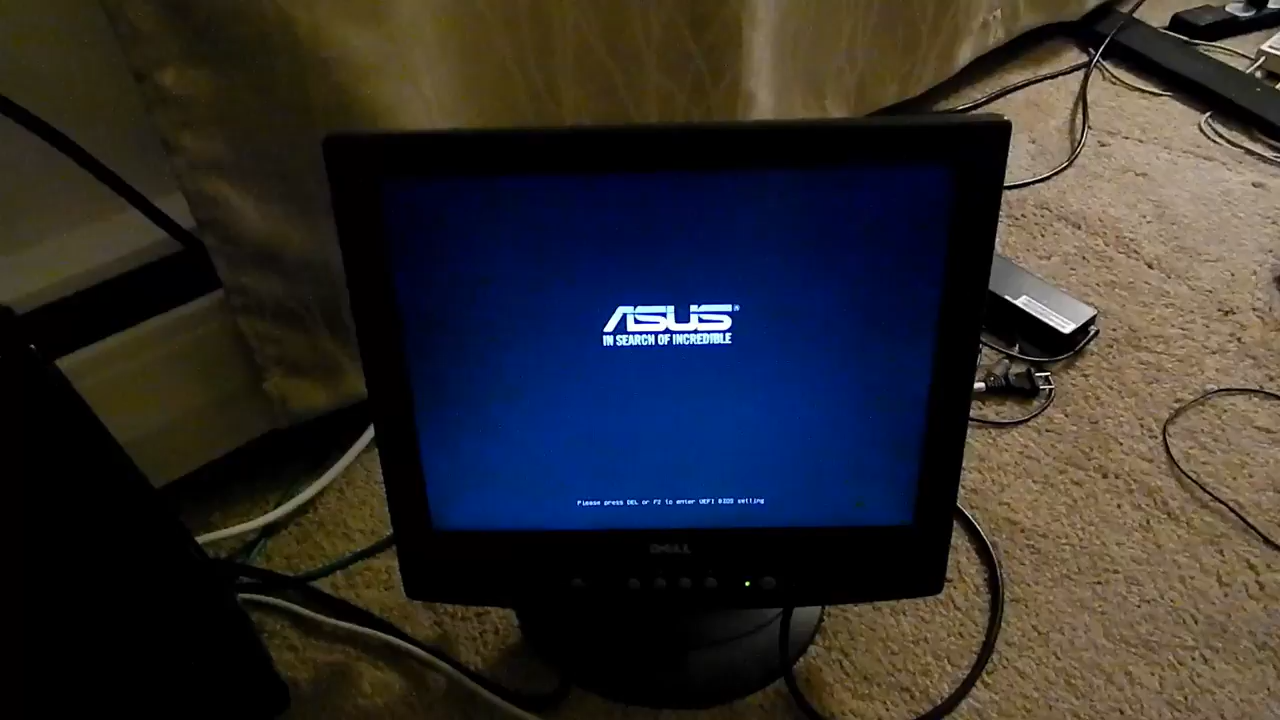 ASUS®
IN SEARCH OF INCREDIBLE
Please press DEL or F2 to enter UEFI BIOS setting
DELL